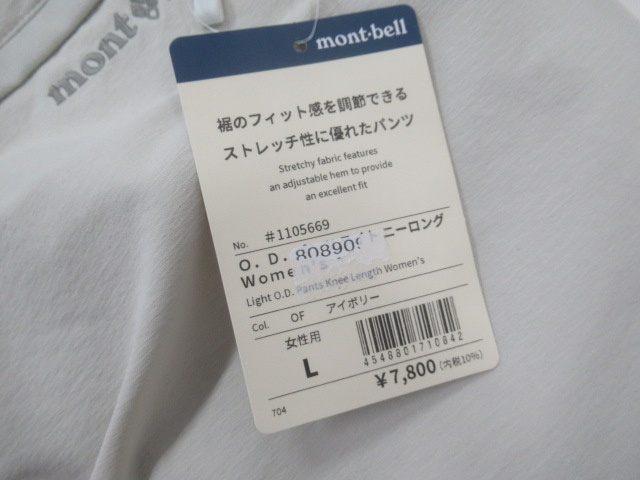 mont-bell
裾のフィット感を調節できる
ストレッチ性に優れたパンツ
Stretchy fabric features
an adjustable hem to provide
an excellent fit
No. #1105669
O.D. ニーロング
808909
Women's
Light O.D. Pants Knee Length Women's
Col. OF アイボリー
女性用
L
4548801710842
¥7,800 (内税10%)
704
mont